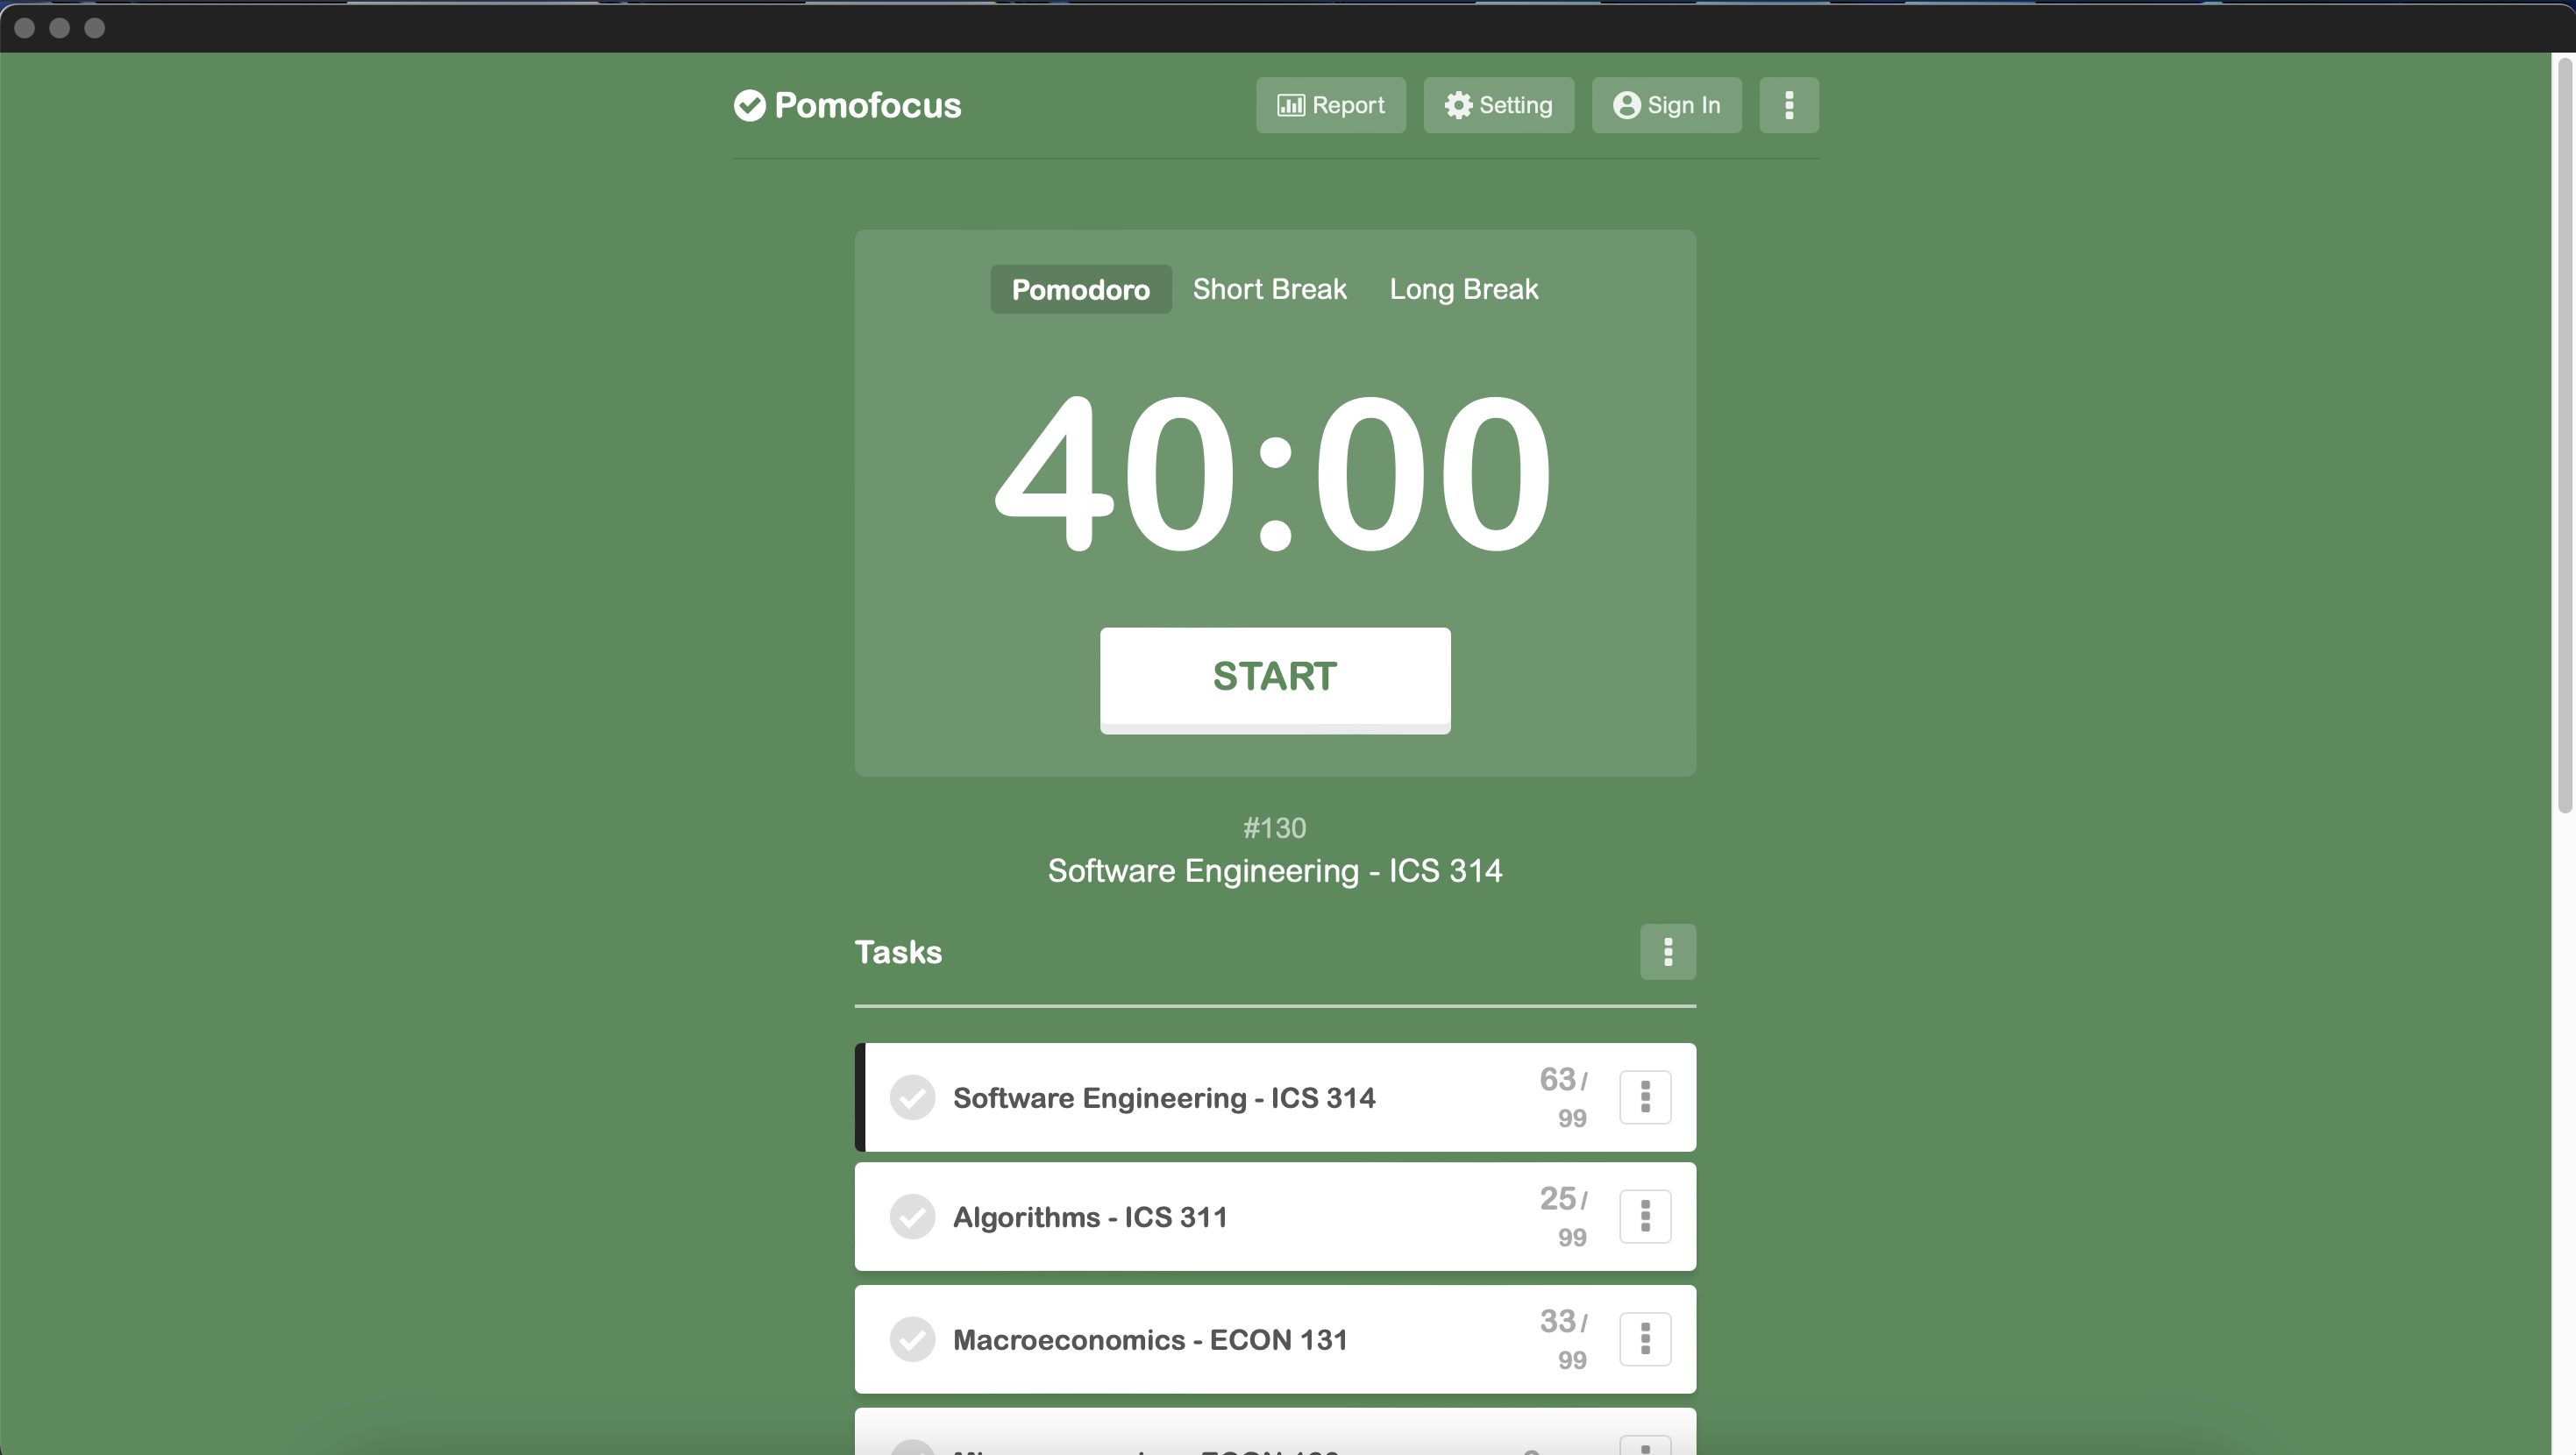 Pomofocus
Report
Setting
Sign In
Pomodoro Short Break Long Break
40:00
START
#130
Software Engineering - ICS 314
Tasks
Software Engineering - ICS 314
63/
99
Algorithms - ICS 311
25/
99
Macroeconomics - ECON 131
33/
99